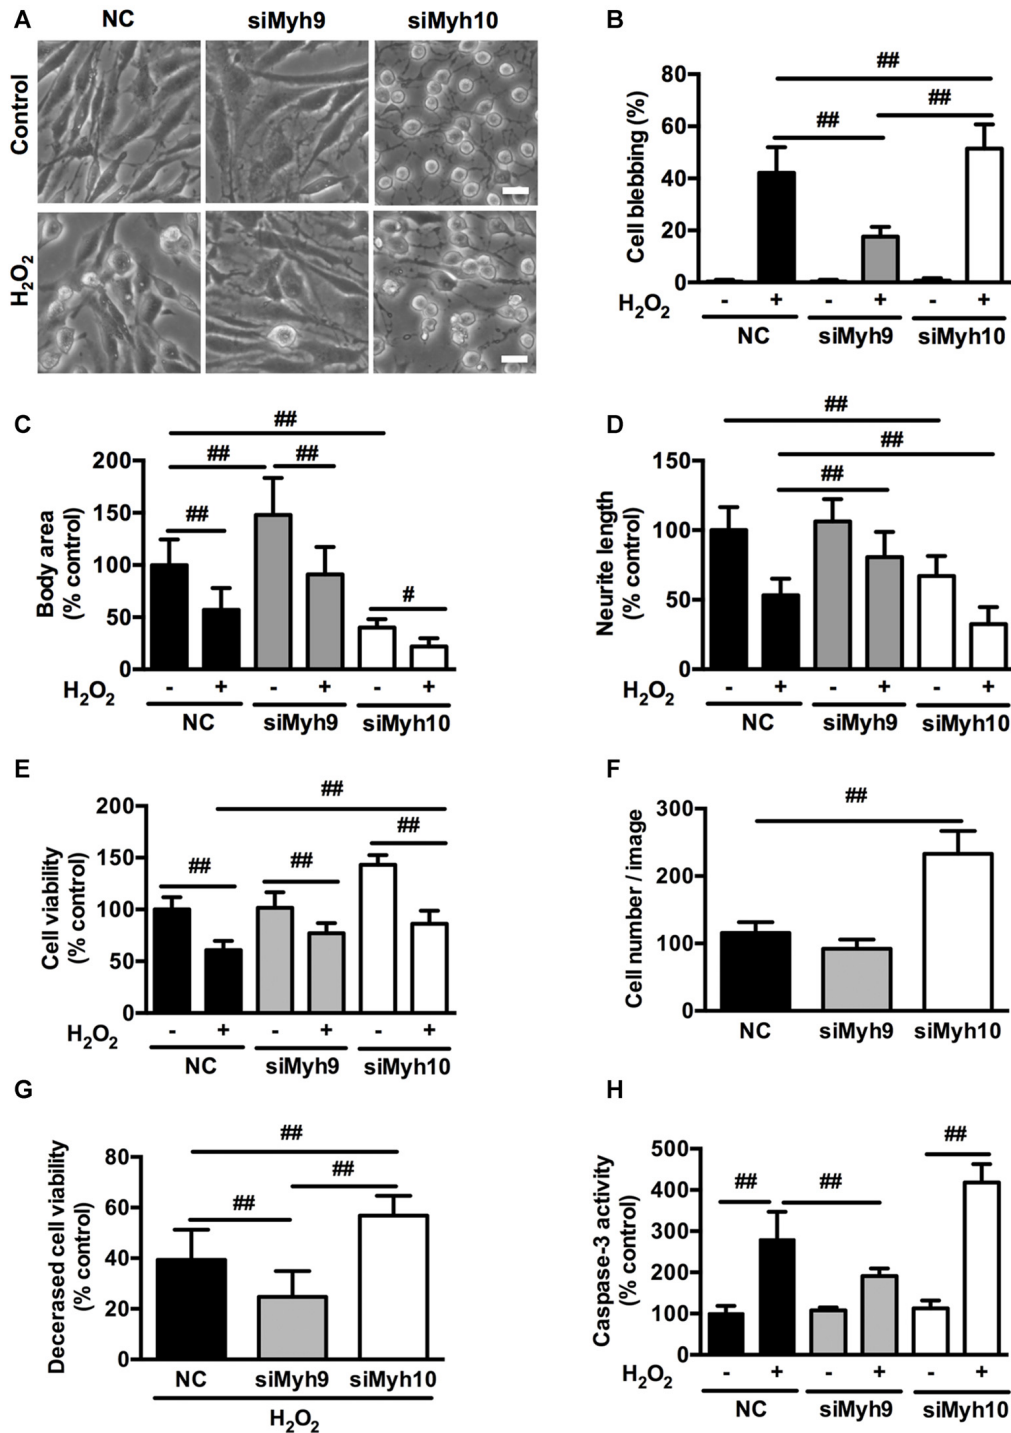 A
NC siMyh9 siMyh10
Control
H2O2
B
Cell blebbing (%)
80
60
40
20
0
##
##
##
- + - + - +
H2O2
NC siMyh9 siMyh10
C
Body area
(% control)
200
150
100
50
0
##
##
##
##
#
- + - + - +
H2O2
NC siMyh9 siMyh10
D
Neurite length
(% control)
150
100
50
0
##
##
##
- + - + - +
H2O2
NC siMyh9 siMyh10
E
Cell viability
(% control)
200
150
100
50
0
##
##
##
##
- + - + - +
H2O2
NC siMyh9 siMyh10
F
Cell number / image
300
200
100
0
##
NC siMyh9 siMyh10
G
Decerased cell viability
(% control)
80
60
40
20
0
##
##
##
NC siMyh9 siMyh10
H2O2
H
Caspase-3 activity
(% control)
500
400
300
200
100
0
##
##
##
- + - + - +
H2O2
NC siMyh9 siMyh10